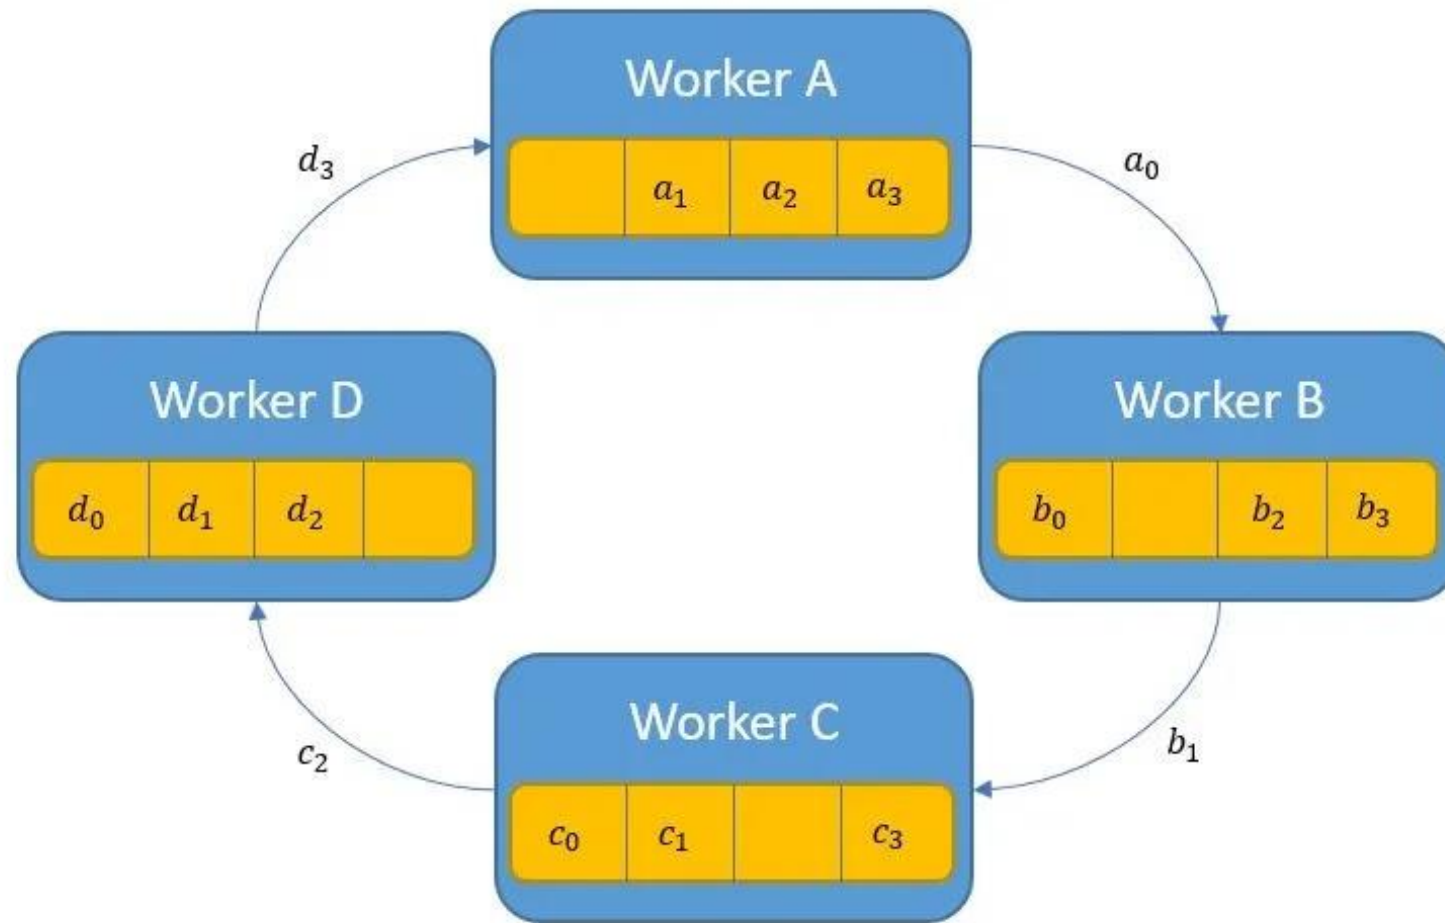 Worker A
d₃
a₀
a₁ a₂ a₃
Worker D
Worker B
d₀ d₁ d₂
b₀ b₂ b₃
Worker C
c₂
b₁
c₀ c₁ c₃